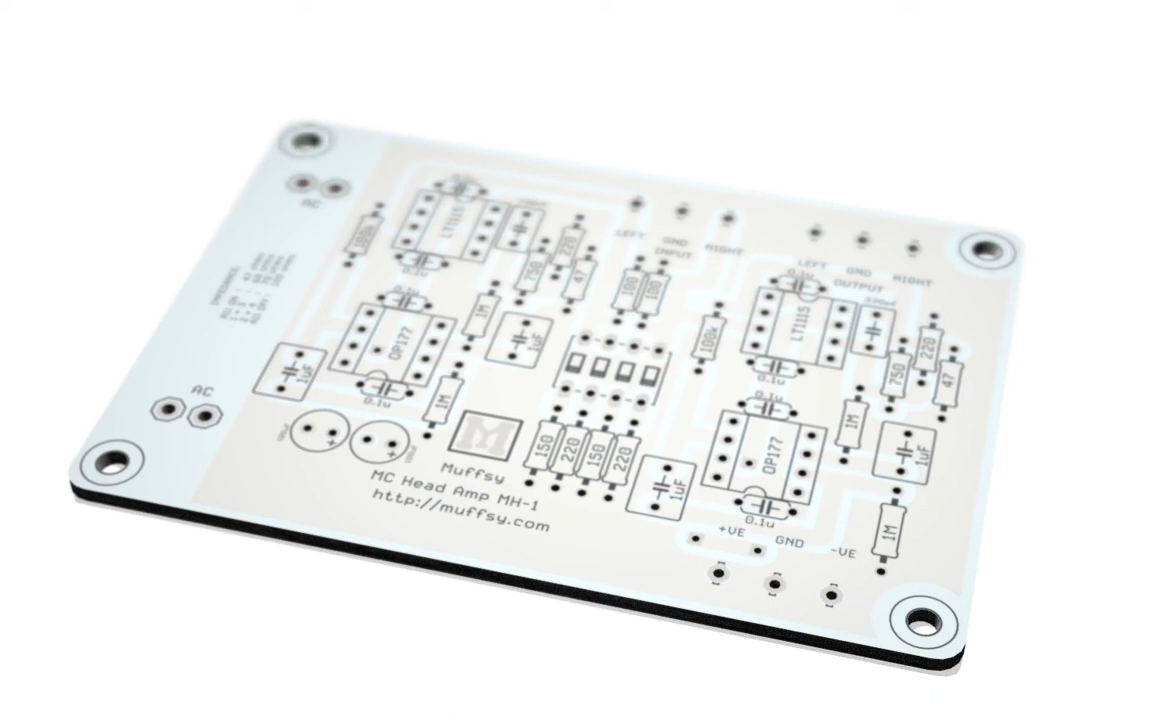 AC
LT1115
0.1u
100k
220
750
47
LEFT
GND
RIGHT
INPUT
100
100
LEFT
GND
RIGHT
OUTPUT
0.1u
LT1115
0.1u
100k
220
750
47
0.1u
OP177
0.1u
1M
1uF
1uF
1M
AC
150
220
150
220
1uF
0.1u
OP177
0.1u
1M
1uF
1M
Muffsy
MC Head Amp MH-1
http://muffsy.com
+VE
GND
-VE